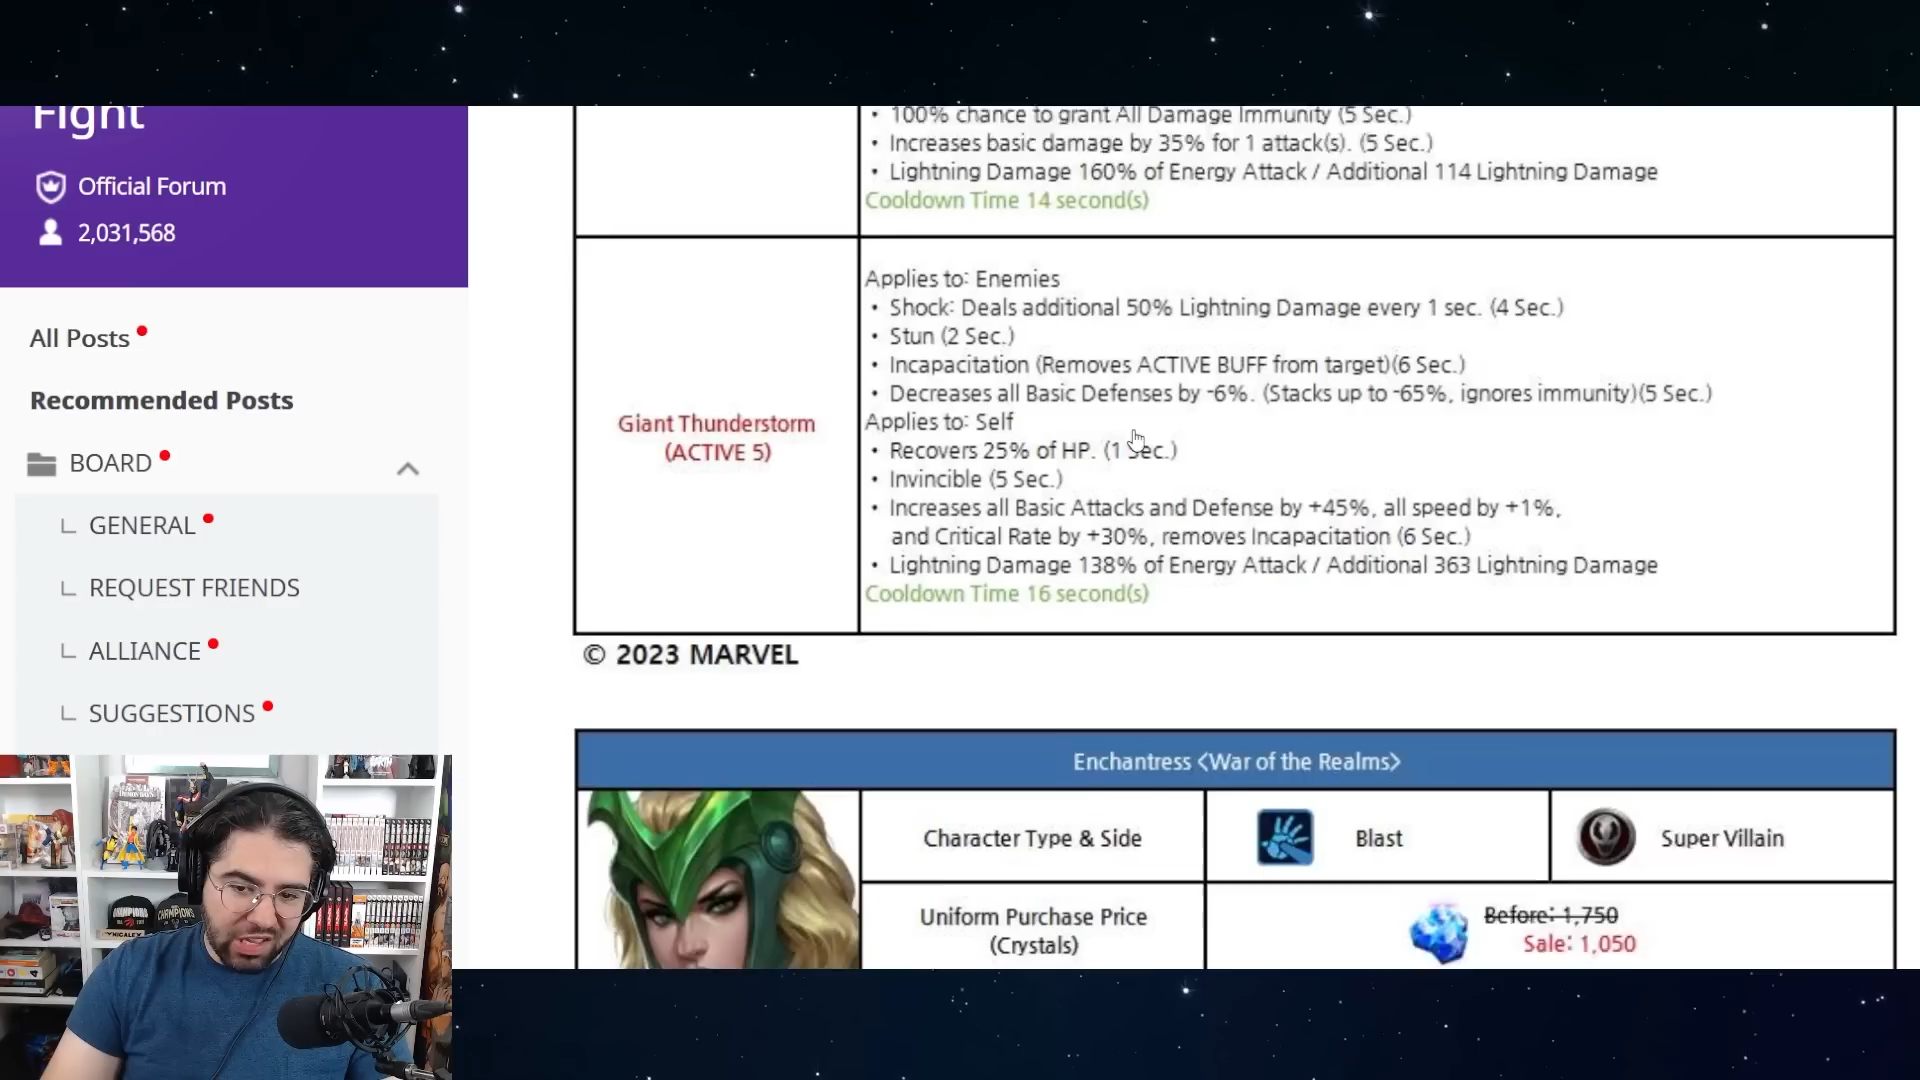 Fight
Official Forum
2,031,568
All Posts
Recommended Posts
BOARD
GENERAL
REQUEST FRIENDS
ALLIANCE
SUGGESTIONS
• 100% chance to grant All Damage Immunity (5 Sec.)
• Increases basic damage by 35% for 1 attack(s). (5 Sec.)
• Lightning Damage 160% of Energy Attack / Additional 114 Lightning Damage
Cooldown Time 14 second(s)
Giant Thunderstorm
(ACTIVE 5)
Applies to: Enemies
• Shock: Deals additional 50% Lightning Damage every 1 sec. (4 Sec.)
• Stun (2 Sec.)
• Incapacitation (Removes ACTIVE BUFF from target)(6 Sec.)
• Decreases all Basic Defenses by -6%. (Stacks up to -65%, ignores immunity)(5 Sec.)
Applies to: Self
• Recovers 25% of HP. (1 Sec.)
• Invincible (5 Sec.)
• Increases all Basic Attacks and Defense by +45%, all speed by +1%,
and Critical Rate by +30%, removes Incapacitation (6 Sec.)
• Lightning Damage 138% of Energy Attack / Additional 363 Lightning Damage
Cooldown Time 16 second(s)
© 2023 MARVEL
Enchantress <War of the Realms>
Character Type & Side
Blast
Super Villain
Uniform Purchase Price
(Crystals)
Before: 1,750
Sale: 1,050
CHAMPIONS
CHAMPIONS